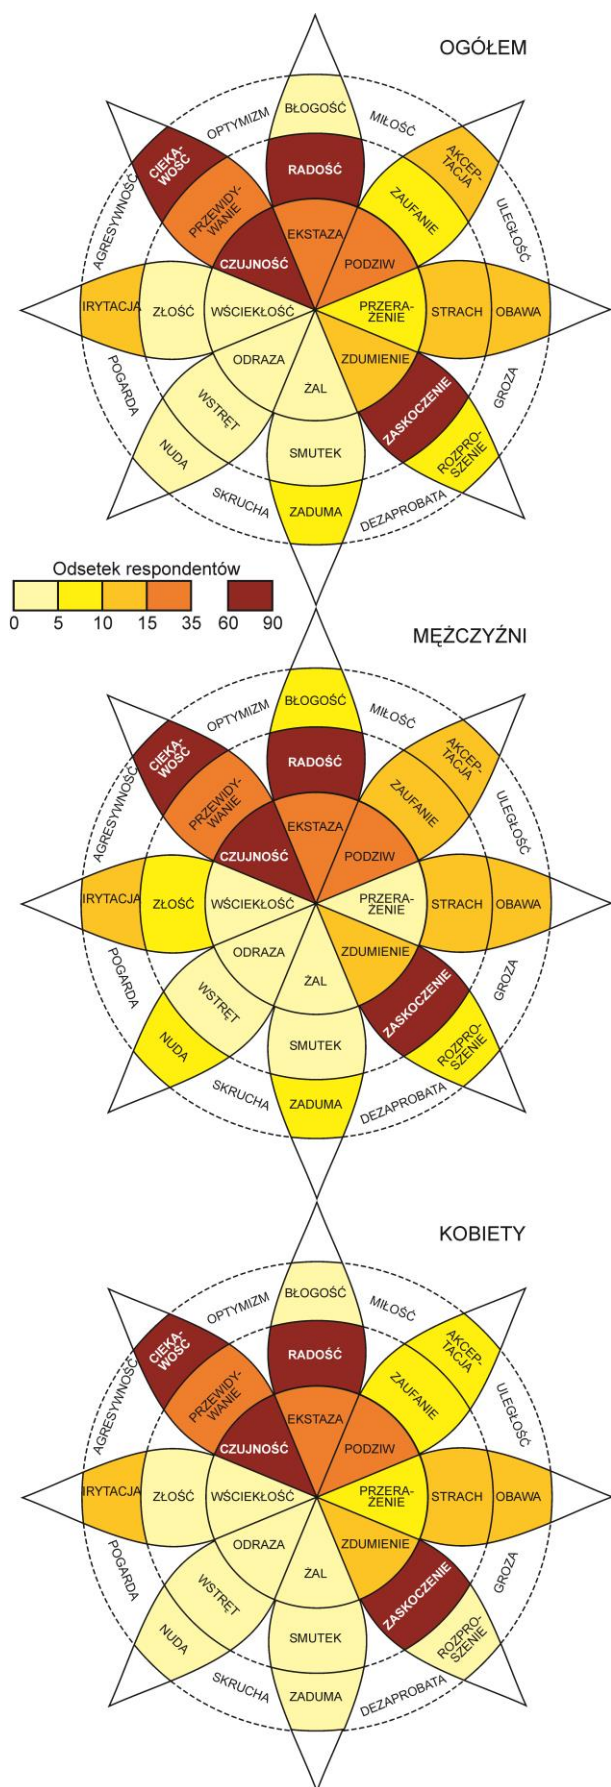 OGÓŁEM
BŁOGOŚĆ
OPTYMIZM
MIŁOŚĆ
CIEKA-
WOŚĆ
RADOŚĆ
AKCEP-
TACJA
PRZEWIDY-
WANIE
ZAUFANIE
AGRESYWNOŚĆ
ULEGŁOŚĆ
EKSTAZA
CZUJNOŚĆ
PODZIW
IRYTACJA
ZŁOŚĆ
WŚCIEKŁOŚĆ
PRZERA-
ŻENIE
STRACH
OBAWA
ODRAZA
ZDUMIENIE
ŻAL
POGARDA
GROZA
WSTRĘT
ZASKOCZENIE
NUDA
SMUTEK
ROZPRO-
SZENIE
SKRUCHA
ZADUMA
DEZAPROBATA
Odsetek respondentów
0 5 10 15 35 60 90
MĘŻCZYŹNI
BŁOGOŚĆ
OPTYMIZM
MIŁOŚĆ
CIEKA-
WOŚĆ
RADOŚĆ
AKCEP-
TACJA
PRZEWIDY-
WANIE
ZAUFANIE
AGRESYWNOŚĆ
ULEGŁOŚĆ
EKSTAZA
CZUJNOŚĆ
PODZIW
IRYTACJA
ZŁOŚĆ
WŚCIEKŁOŚĆ
PRZERA-
ŻENIE
STRACH
OBAWA
ODRAZA
ZDUMIENIE
ŻAL
POGARDA
GROZA
WSTRĘT
ZASKOCZENIE
NUDA
SMUTEK
ROZPRO-
SZENIE
SKRUCHA
ZADUMA
DEZAPROBATA
KOBIETY
BŁOGOŚĆ
OPTYMIZM
MIŁOŚĆ
CIEKA-
WOŚĆ
RADOŚĆ
AKCEP-
TACJA
PRZEWIDY-
WANIE
ZAUFANIE
AGRESYWNOŚĆ
ULEGŁOŚĆ
EKSTAZA
CZUJNOŚĆ
PODZIW
IRYTACJA
ZŁOŚĆ
WŚCIEKŁOŚĆ
PRZERA-
ŻENIE
STRACH
OBAWA
ODRAZA
ZDUMIENIE
ŻAL
POGARDA
GROZA
WSTRĘT
ZASKOCZENIE
NUDA
SMUTEK
ROZPRO-
SZENIE
SKRUCHA
ZADUMA
DEZAPROBATA